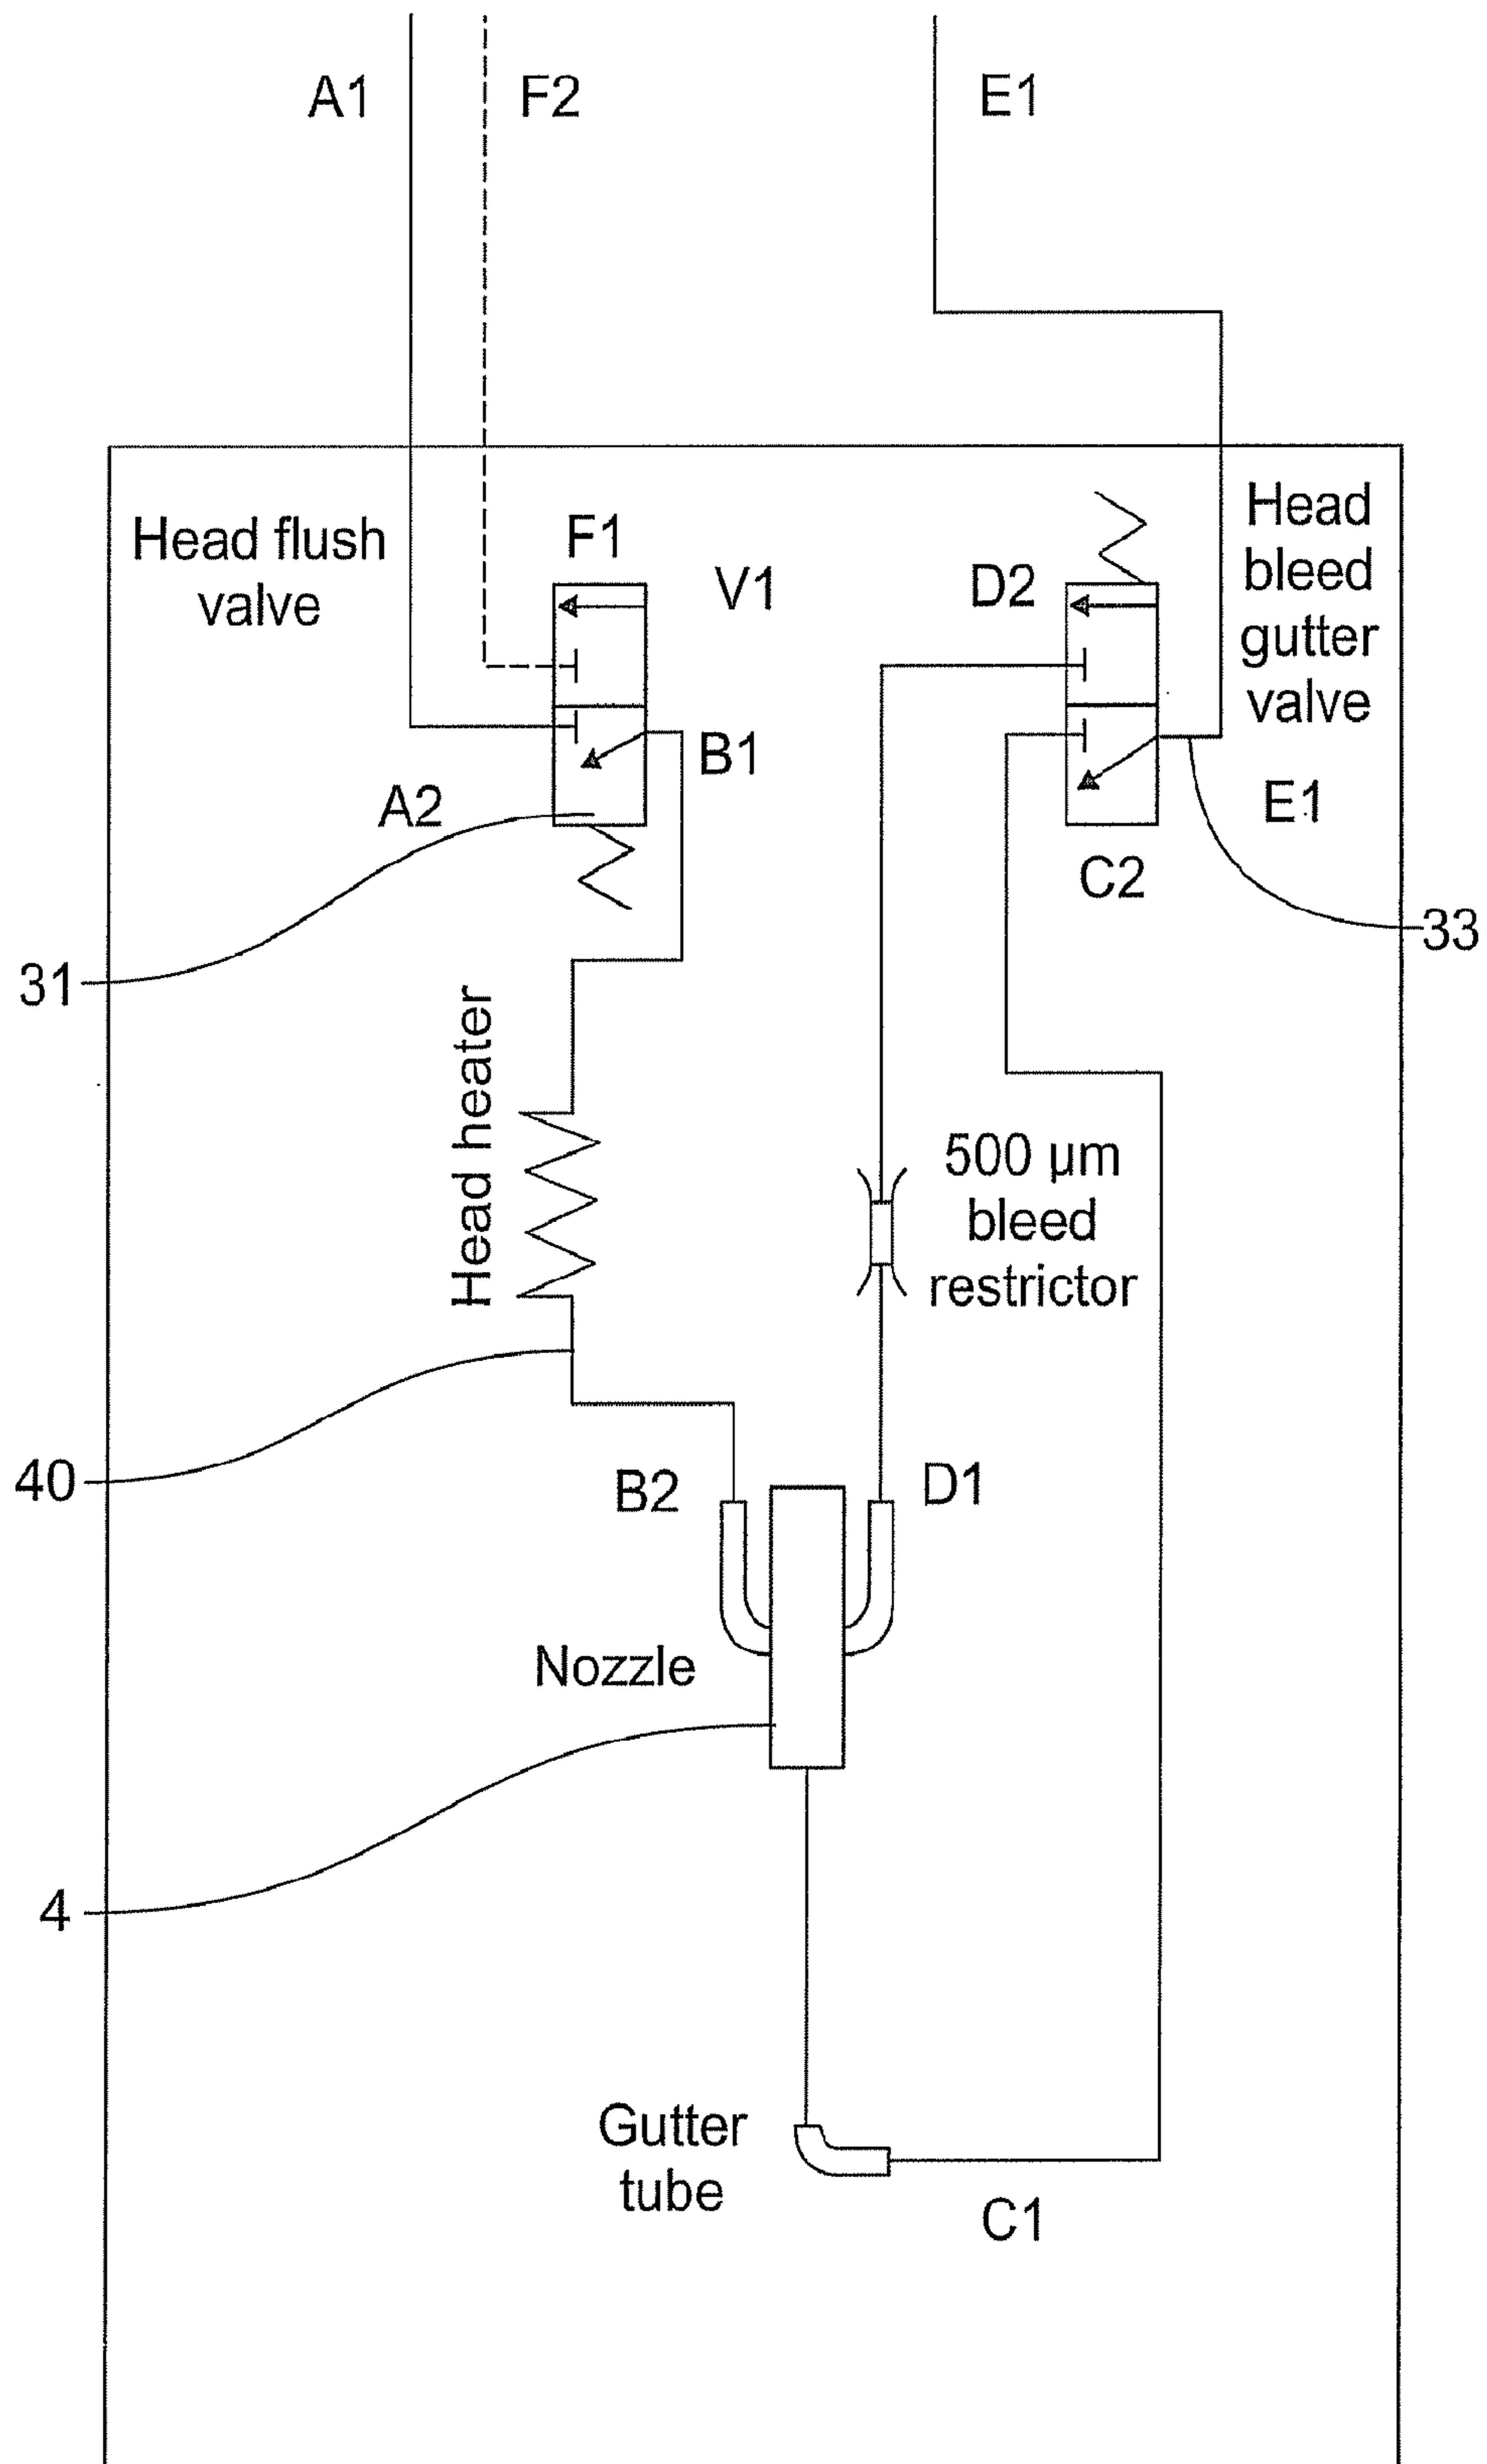 A1
F2
E1
Head flush
valve
F1
V1
D2
Head
bleed
gutter
valve
B1
A2
E1
C2
33
31
Head heater
500 µm
bleed
restrictor
40
B2
D1
Nozzle
4
Gutter
tube
C1